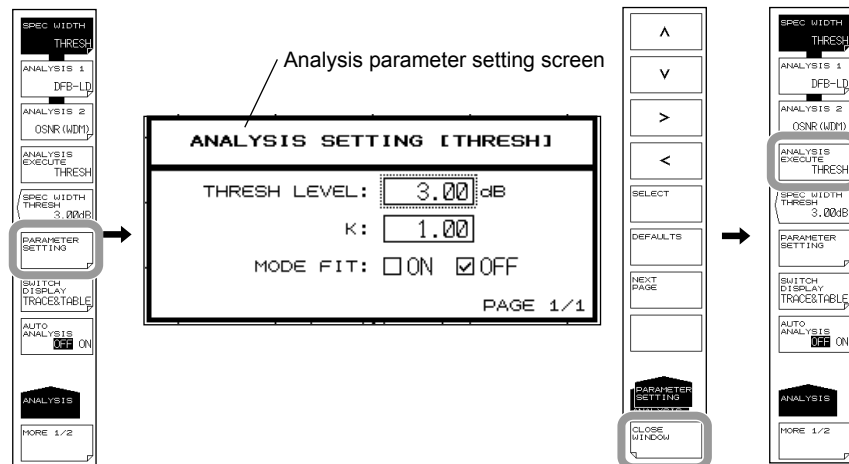 SPEC WIDTH
THRESH
ANALYSIS 1
DFB-LD
ANALYSIS 2
OSNR(WDM)
ANALYSIS
EXECUTE
THRESH
SPEC WIDTH
THRESH
3.00dB
PARAMETER
SETTING
SWITCH
DISPLAY
TRACE&TABLE
AUTO
ANALYSIS
OFF ON
ANALYSIS
MORE 1/2
Analysis parameter setting screen
ANALYSIS SETTING [THRESH]
THRESH LEVEL: 3.00 dB
K: 1.00
MODE FIT: ON OFF
PAGE 1/1
SELECT
DEFAULTS
NEXT
PAGE
PARAMETER
SETTING
CLOSE
WINDOW
SPEC WIDTH
THRESH
ANALYSIS 1
DFB-LD
ANALYSIS 2
OSNR(WDM)
ANALYSIS
EXECUTE
THRESH
SPEC WIDTH
THRESH
3.00dB
PARAMETER
SETTING
SWITCH
DISPLAY
TRACE&TABLE
AUTO
ANALYSIS
OFF ON
ANALYSIS
MORE 1/2